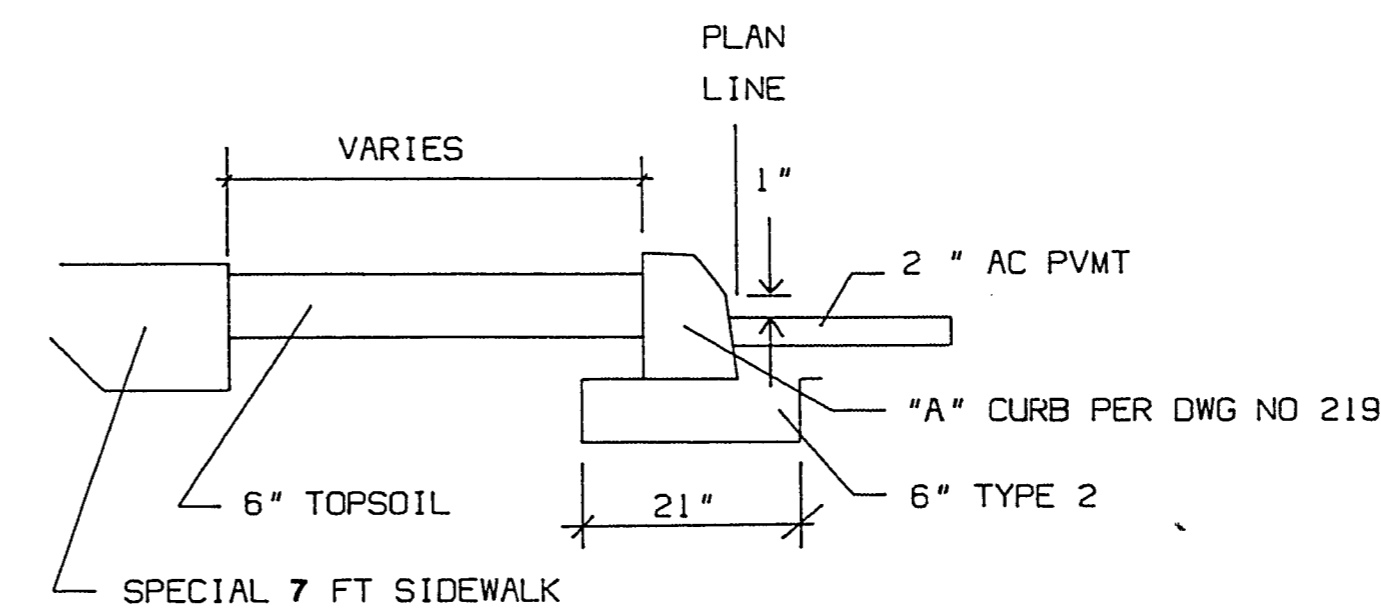 PLAN
LINE
VARIES
1"
2 " AC PVMT
"A" CURB PER DWG NO 219
6" TOPSOIL
21"
6" TYPE 2
SPECIAL 7 FT SIDEWALK